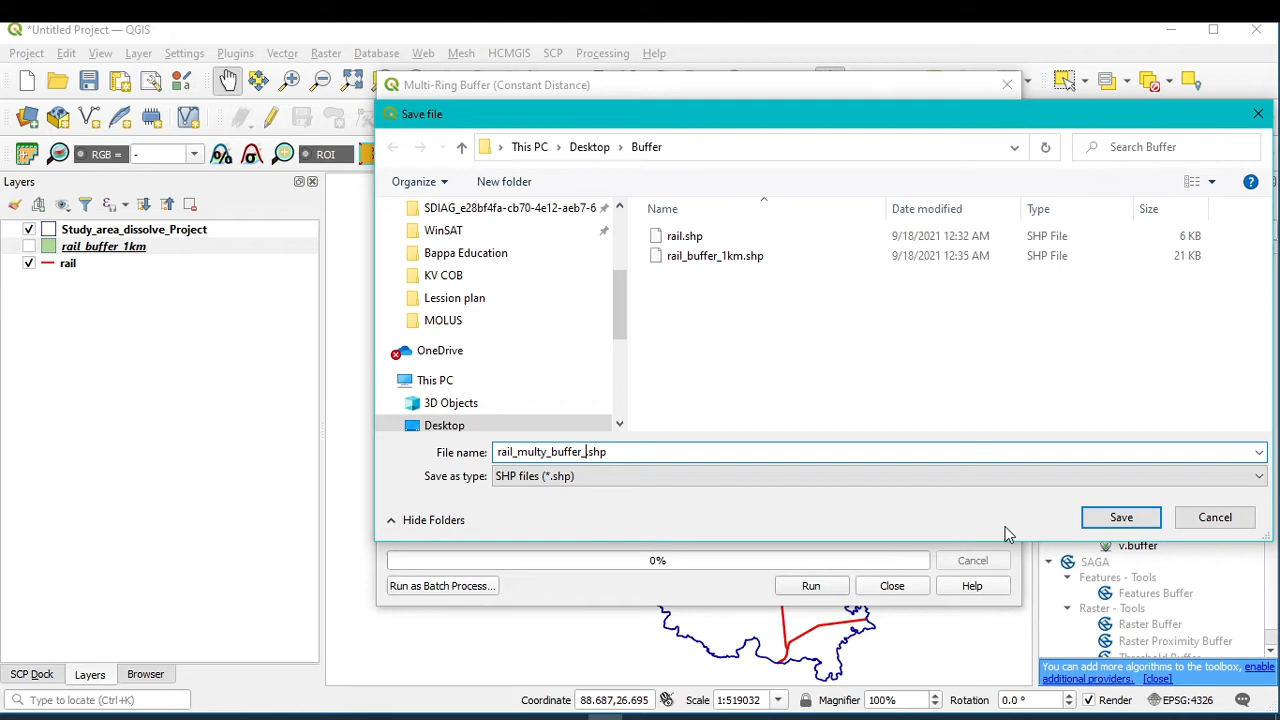 *Untitled Project — QGIS
Project Edit View Layer Settings Plugins Vector Raster Database Web Mesh HCMGIS SCP Processing Help
Multi-Ring Buffer (Constant Distance)
Save file
This PC > Desktop > Buffer
Search Buffer
RGB = - ROI
Organize New folder
Layers
Name Date modified Type Size
Study_area_dissolve_Project
rail_buffer_1km
rail
SDIAG_e28bf4fa-cb70-4e12-aeb7-6
WinSAT
Bappa Education
KV COB
Lession plan
MOLUS
OneDrive
This PC
3D Objects
Desktop
rail.shp 9/18/2021 12:32 AM SHP File 6 KB
rail_buffer_1km.shp 9/18/2021 12:35 AM SHP File 21 KB
File name: rail_multy_buffer_.shp
Save as type: SHP files (*.shp)
Hide Folders Save Cancel
0% Cancel
Run as Batch Process... Run Close Help
v.buffer
SAGA
Features - Tools
Features Buffer
Raster - Tools
Raster Buffer
Raster Proximity Buffer
Threshold Buffer
You can add more algorithms to the toolbox, enable additional providers. [close]
SCP Dock Layers Browser
Type to locate (Ctrl+K) Coordinate 88.687,26.695 Scale 1:519032 Magnifier 100% Rotation 0.0 ° Render EPSG:4326